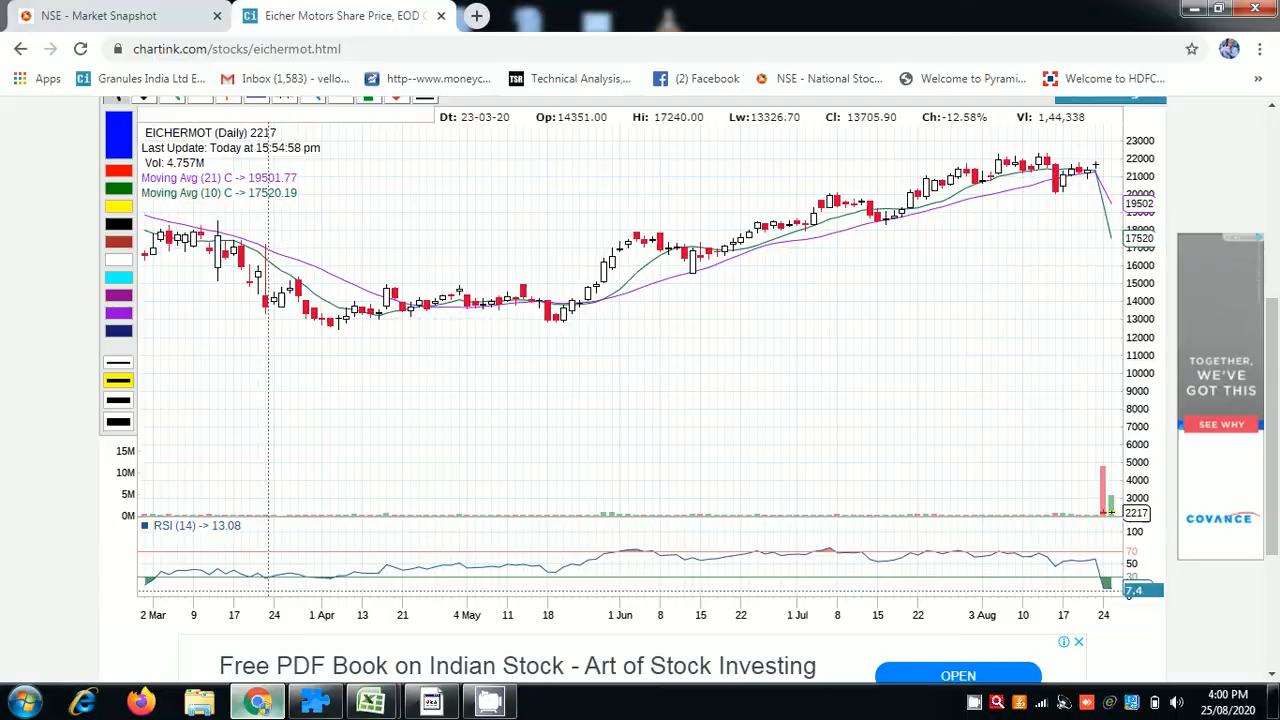 NSE - Market Snapshot
Eicher Motors Share Price, EOD C
chartink.com/stocks/eichermot.html
Apps
Granules India Ltd E...
Inbox (1,583) - vello...
http--www.moneyc...
Technical Analysis,...
(2) Facebook
NSE - National Stoc...
Welcome to Pyrami...
Welcome to HDFC...
»
Dt: 23-03-20 Op:14351.00 Hi: 17240.00 Lw:13326.70 Cl: 13705.90 Ch:-12.58% Vl: 1,44,338
EICHERMOT (Daily) 2217
Last Update: Today at 15:54:58 pm
Vol: 4.757M
Moving Avg (21) C -> 19501.77
Moving Avg (10) C -> 17520.19
23000
22000
21000
20000
19502
19000
17520
17000
16000
15000
14000
13000
12000
11000
10000
9000
8000
7000
6000
5000
4000
3000
2217
15M
10M
5M
0M
RSI (14) -> 13.08
100
70
50
30
7.4
0
2 Mar 9 17 24 1 Apr 13 21 4 May 11 18 1 Jun 8 15 22 1 Jul 8 15 22 3 Aug 10 17 24
TOGETHER,
WE'VE
GOT THIS
SEE WHY
COVANCE
Free PDF Book on Indian Stock - Art of Stock Investing
OPEN
4:00 PM
25/08/2020